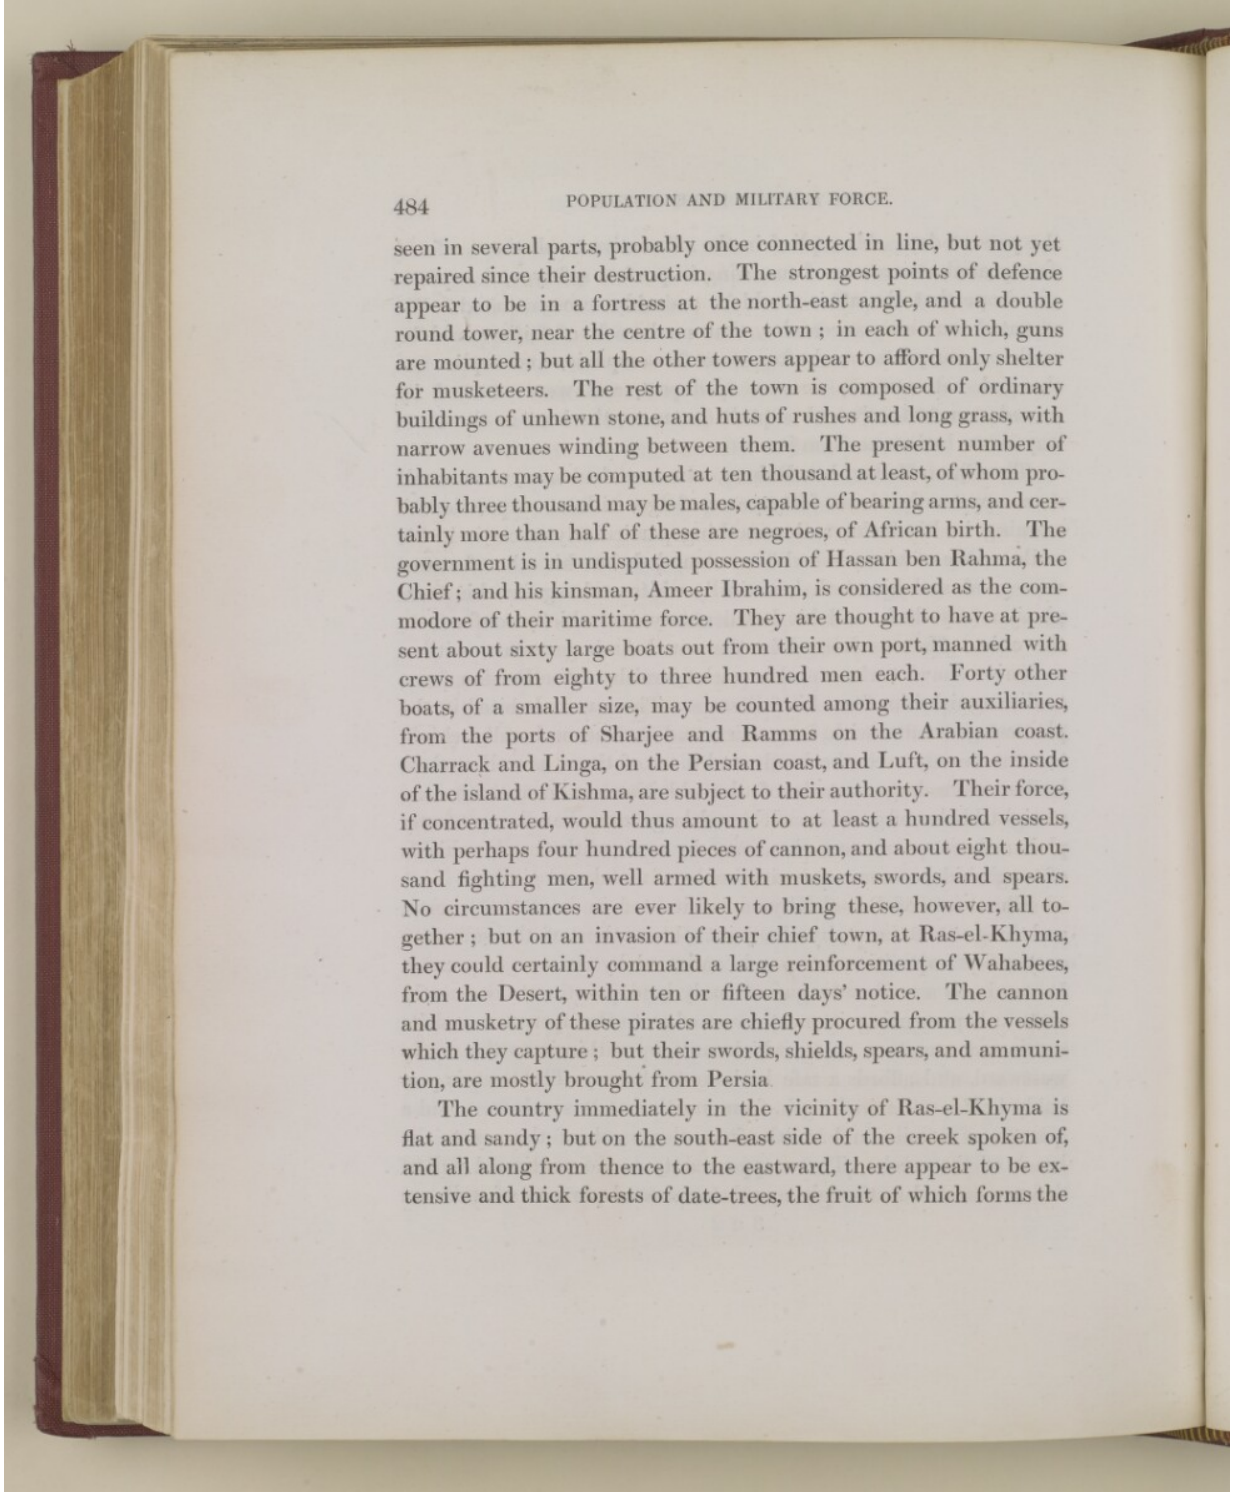 484
POPULATION AND MILITARY FORCE.
seen in several parts, probably once connected in line, but not yet
repaired since their destruction. The strongest points of defence
appear to be in a fortress at the north-east angle, and a double
round tower, near the centre of the town ; in each of which, guns
are mounted ; but all the other towers appear to afford only shelter
for musketeers. The rest of the town is composed of ordinary
buildings of unhewn stone, and huts of rushes and long grass, with
narrow avenues winding between them. The present number of
inhabitants may be computed at ten thousand at least, of whom pro-
bably three thousand may be males, capable of bearing arms, and cer-
tainly more than half of these are negroes, of African birth. The
government is in undisputed possession of Hassan ben Rahma, the
Chief ; and his kinsman, Ameer Ibrahim, is considered as the com-
modore of their maritime force. They are thought to have at pre-
sent about sixty large boats out from their own port, manned with
crews of from eighty to three hundred men each. Forty other
boats, of a smaller size, may be counted among their auxiliaries,
from the ports of Sharjee and Ramms on the Arabian coast.
Charrack and Linga, on the Persian coast, and Luft, on the inside
of the island of Kishma, are subject to their authority. Their force,
if concentrated, would thus amount to at least a hundred vessels,
with perhaps four hundred pieces of cannon, and about eight thou-
sand fighting men, well armed with muskets, swords, and spears.
No circumstances are ever likely to bring these, however, all to-
gether ; but on an invasion of their chief town, at Ras-el-Khyma,
they could certainly command a large reinforcement of Wahabees,
from the Desert, within ten or fifteen days' notice. The cannon
and musketry of these pirates are chiefly procured from the vessels
which they capture ; but their swords, shields, spears, and ammuni-
tion, are mostly brought from Persia
The country immediately in the vicinity of Ras-el-Khyma is
flat and sandy ; but on the south-east side of the creek spoken of,
and all along from thence to the eastward, there appear to be ex-
tensive and thick forests of date-trees, the fruit of which forms the